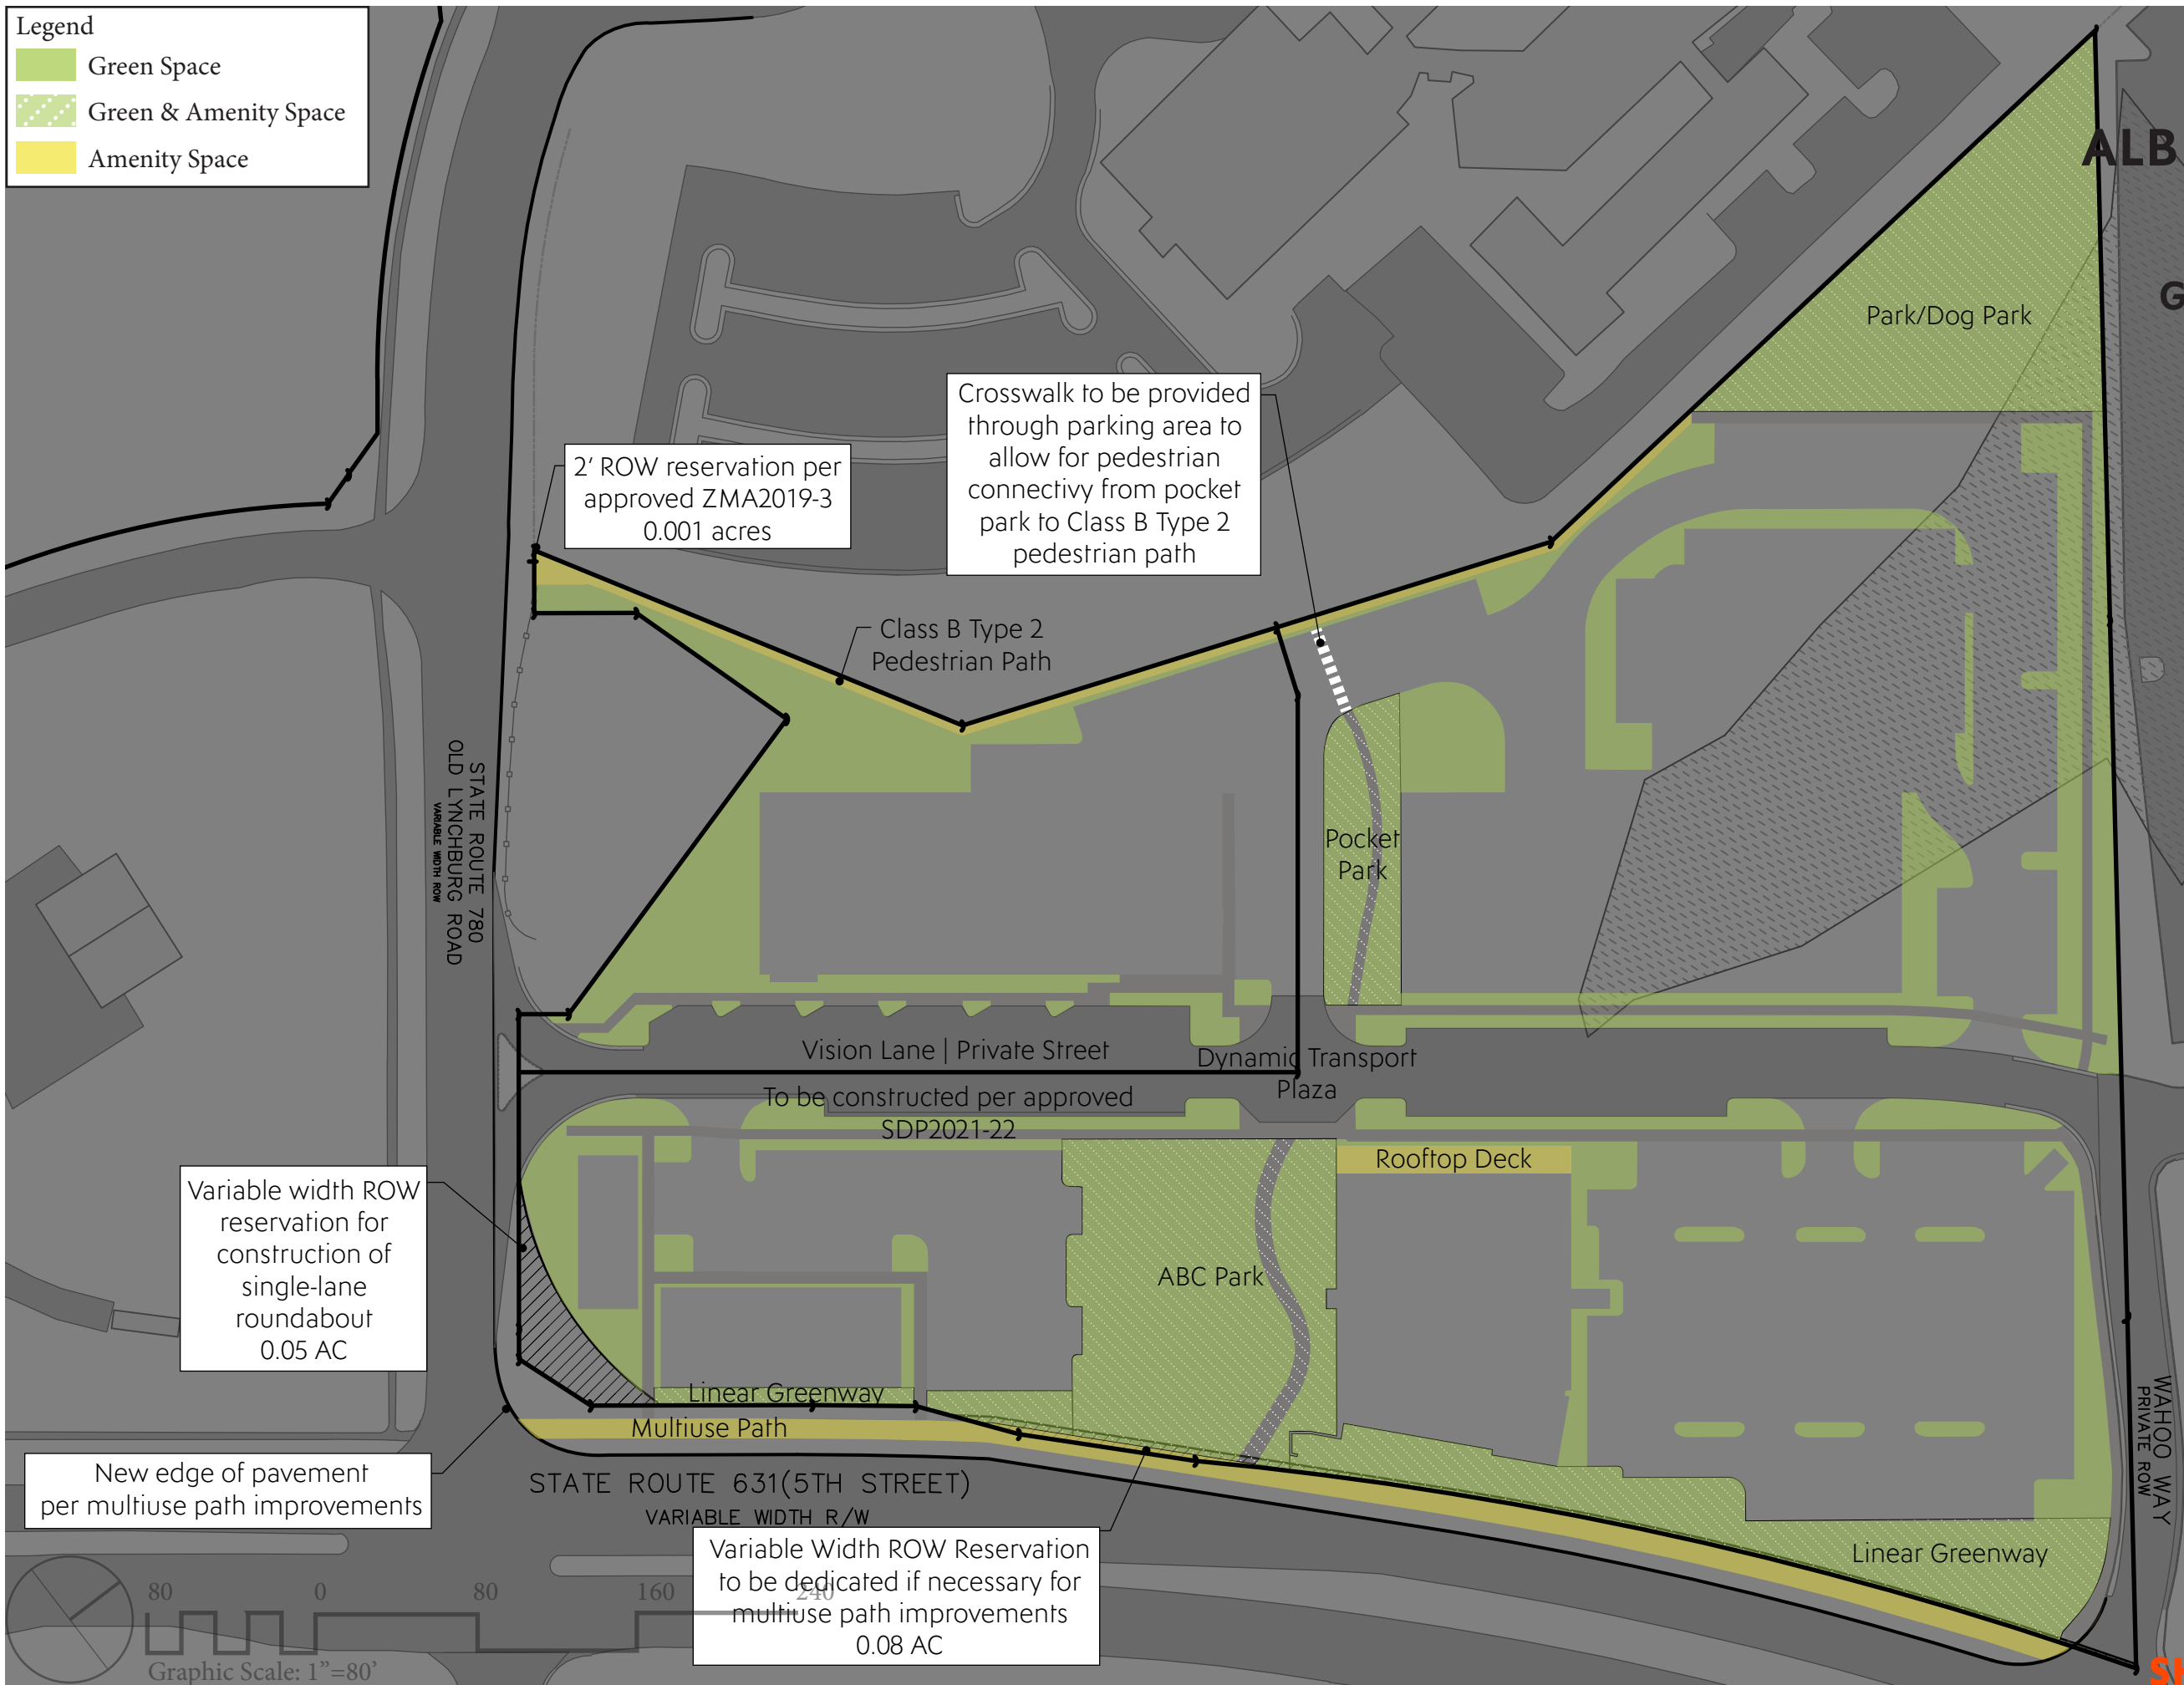 Legend
Green Space
Green & Amenity Space
Amenity Space
ALB
G
Park/Dog Park
Crosswalk to be provided
through parking area to
allow for pedestrian
connectivy from pocket
park to Class B Type 2
pedestrian path
2' ROW reservation per
approved ZMA2019-3
0.001 acres
Class B Type 2
Pedestrian Path
STATE ROUTE 780
OLD LYNCHBURG ROAD
VARIABLE WIDTH ROW
Pocket
Park
Vision Lane | Private Street
Dynamic Transport
Plaza
To be constructed per approved
SDP2021-22
Rooftop Deck
Variable width ROW
reservation for
construction of
single-lane
roundabout
0.05 AC
ABC Park
Linear Greenway
Multiuse Path
New edge of pavement
per multiuse path improvements
STATE ROUTE 631(5TH STREET)
VARIABLE WIDTH R/W
Variable Width ROW Reservation
to be dedicated if necessary for
multiuse path improvements
0.08 AC
Linear Greenway
WAHOO WAY
PRIVATE ROW
80 0 80 160 240
Graphic Scale: 1"=80'
SH